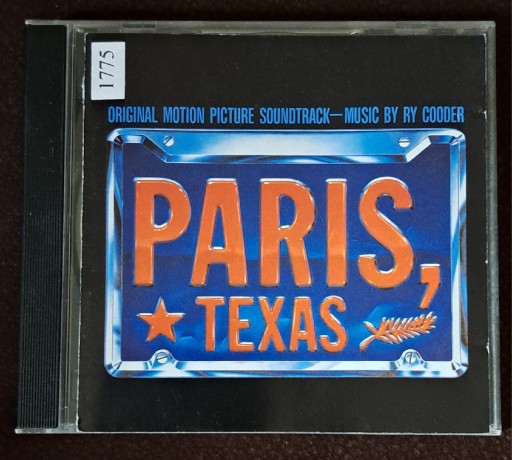 1775
ORIGINAL MOTION PICTURE SOUNDTRACK—MUSIC BY RY COODER
PARIS,
TEXAS